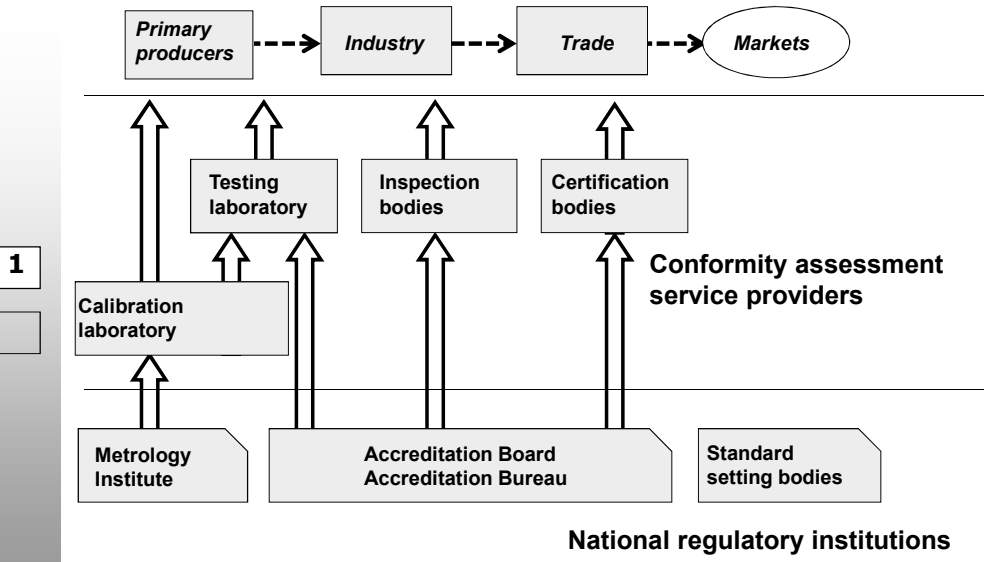 Primary
producers
Industry
Trade
Markets
Testing
laboratory
Inspection
bodies
Certification
bodies
1
Conformity assessment
service providers
Calibration
laboratory
Metrology
Institute
Accreditation Board
Accreditation Bureau
Standard
setting bodies
National regulatory institutions